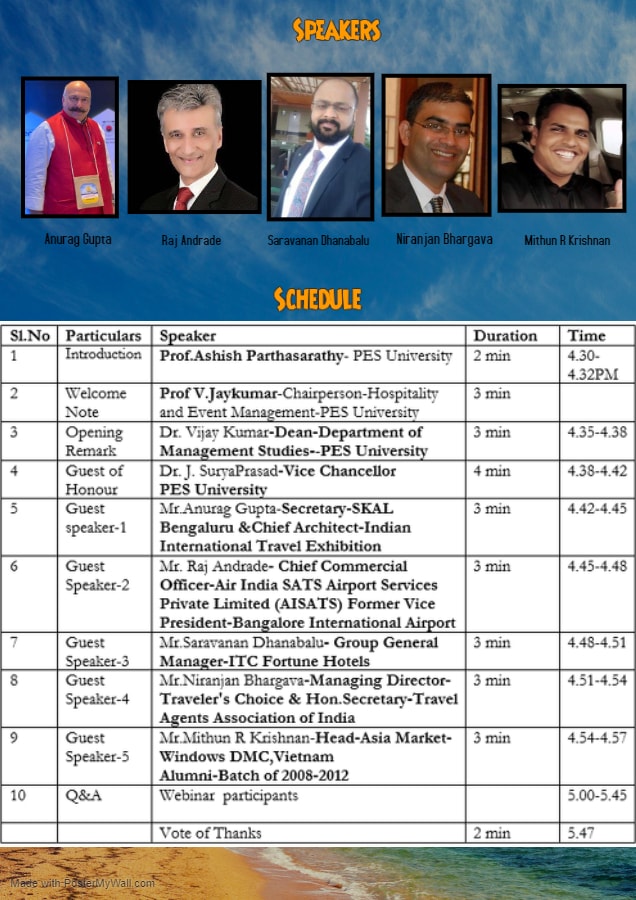 Speakers
Anurag Gupta Raj Andrade Saravanan Dhanabalu Niranjan Bhargava Mithun R Krishnan
Schedule
Sl.No Particulars Speaker Duration Time
1 Introduction Prof.Ashish Parthasarathy- PES University 2 min 4.30-
4.32PM
2 Welcome Prof V.Jaykumar-Chairperson-Hospitality 3 min
Note and Event Management-PES University
3 Opening Dr. Vijay Kumar-Dean-Department of 3 min 4.35-4.38
Remark Management Studies--PES University
4 Guest of Dr. J. SuryaPrasad-Vice Chancellor 4 min 4.38-4.42
Honour PES University
5 Guest Mr.Anurag Gupta-Secretary-SKAL 3 min 4.42-4.45
speaker-1 Bengaluru &Chief Architect-Indian
International Travel Exhibition
6 Guest Mr. Raj Andrade- Chief Commercial 3 min 4.45-4.48
Speaker-2 Officer-Air India SATS Airport Services
Private Limited (AISATS) Former Vice
President-Bangalore International Airport
7 Guest Mr.Saravanan Dhanabalu- Group General 3 min 4.48-4.51
Speaker-3 Manager-ITC Fortune Hotels
8 Guest Mr.Niranjan Bhargava-Managing Director- 3 min 4.51-4.54
Speaker-4 Traveler's Choice & Hon.Secretary-Travel
Agents Association of India
9 Guest Mr.Mithun R Krishnan-Head-Asia Market- 3 min 4.54-4.57
Speaker-5 Windows DMC,Vietnam
Alumni-Batch of 2008-2012
10 Q&A Webinar participants 5.00-5.45
Vote of Thanks 2 min 5.47
Made with PosterMyWall.com